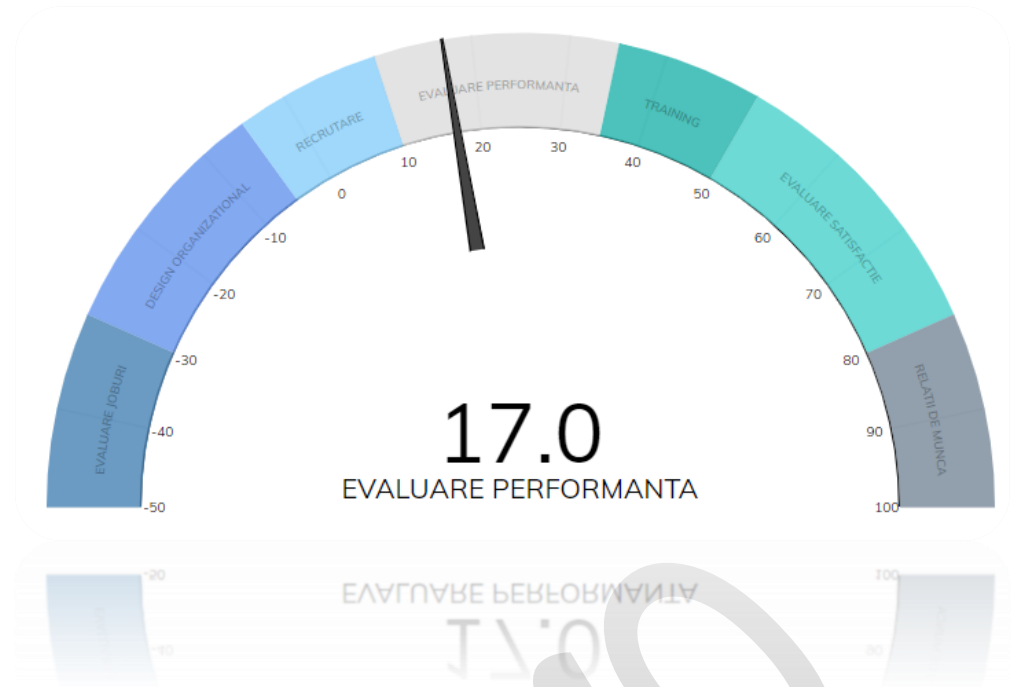 EVALUARE JOBURI
DESIGN ORGANIZATIONAL
RECRUTARE
EVALUARE PERFORMANTA
TRAINING
EVALUARE SATISFACTIE
RELATII DE MUNCA
-50
-40
-30
-20
-10
0
10
20
30
40
50
60
70
80
90
100
17.0
EVALUARE PERFORMANTA